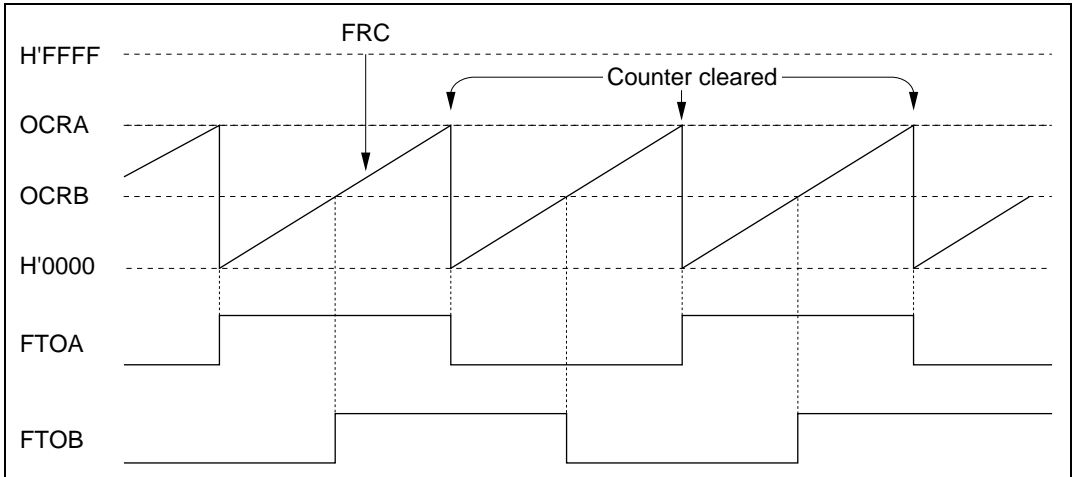 FRC
H'FFFF
Counter cleared
OCRA
OCRB
H'0000
FTOA
FTOB